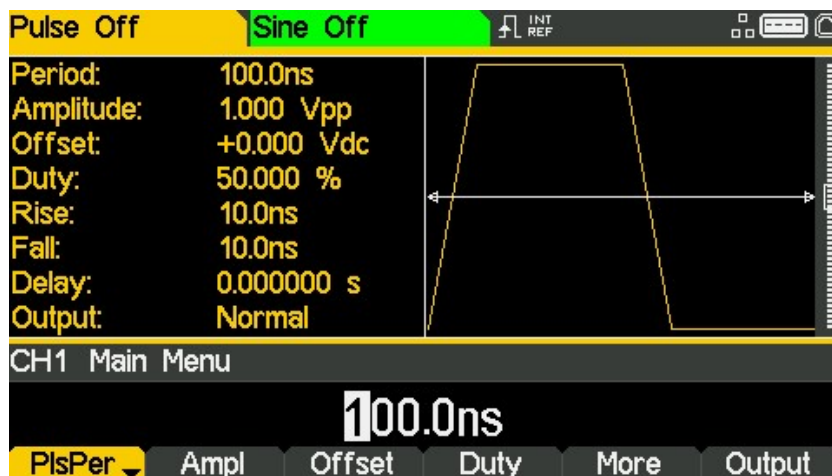 Pulse Off
Sine Off
INT
REF
Period: 100.0ns
Amplitude: 1.000 Vpp
Offset: +0.000 Vdc
Duty: 50.000 %
Rise: 10.0ns
Fall: 10.0ns
Delay: 0.000000 s
Output: Normal
CH1 Main Menu
100.0ns
PlsPer Ampl Offset Duty More Output